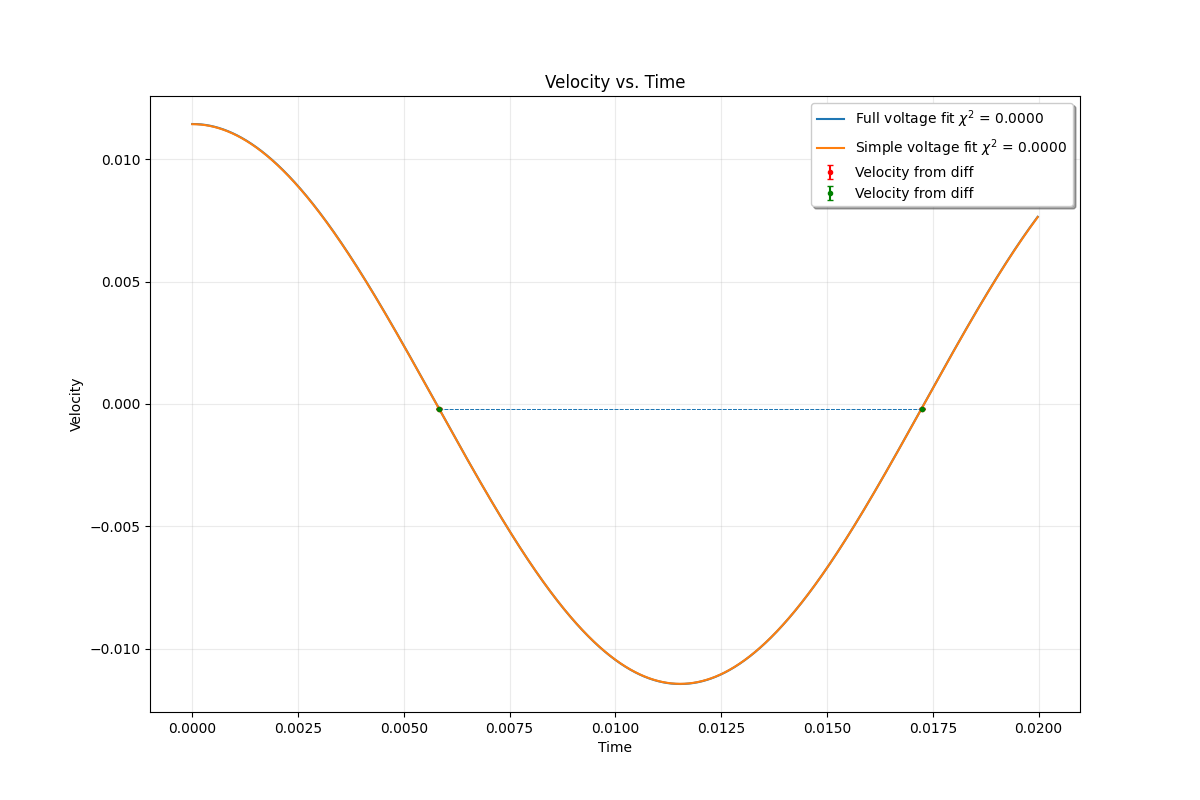 Velocity vs. Time
Full voltage fit χ² = 0.0000
Simple voltage fit χ² = 0.0000
Velocity from diff
Velocity from diff
0.010
0.005
0.000
−0.005
−0.010
Velocity
0.0000 0.0025 0.0050 0.0075 0.0100 0.0125 0.0150 0.0175 0.0200
Time